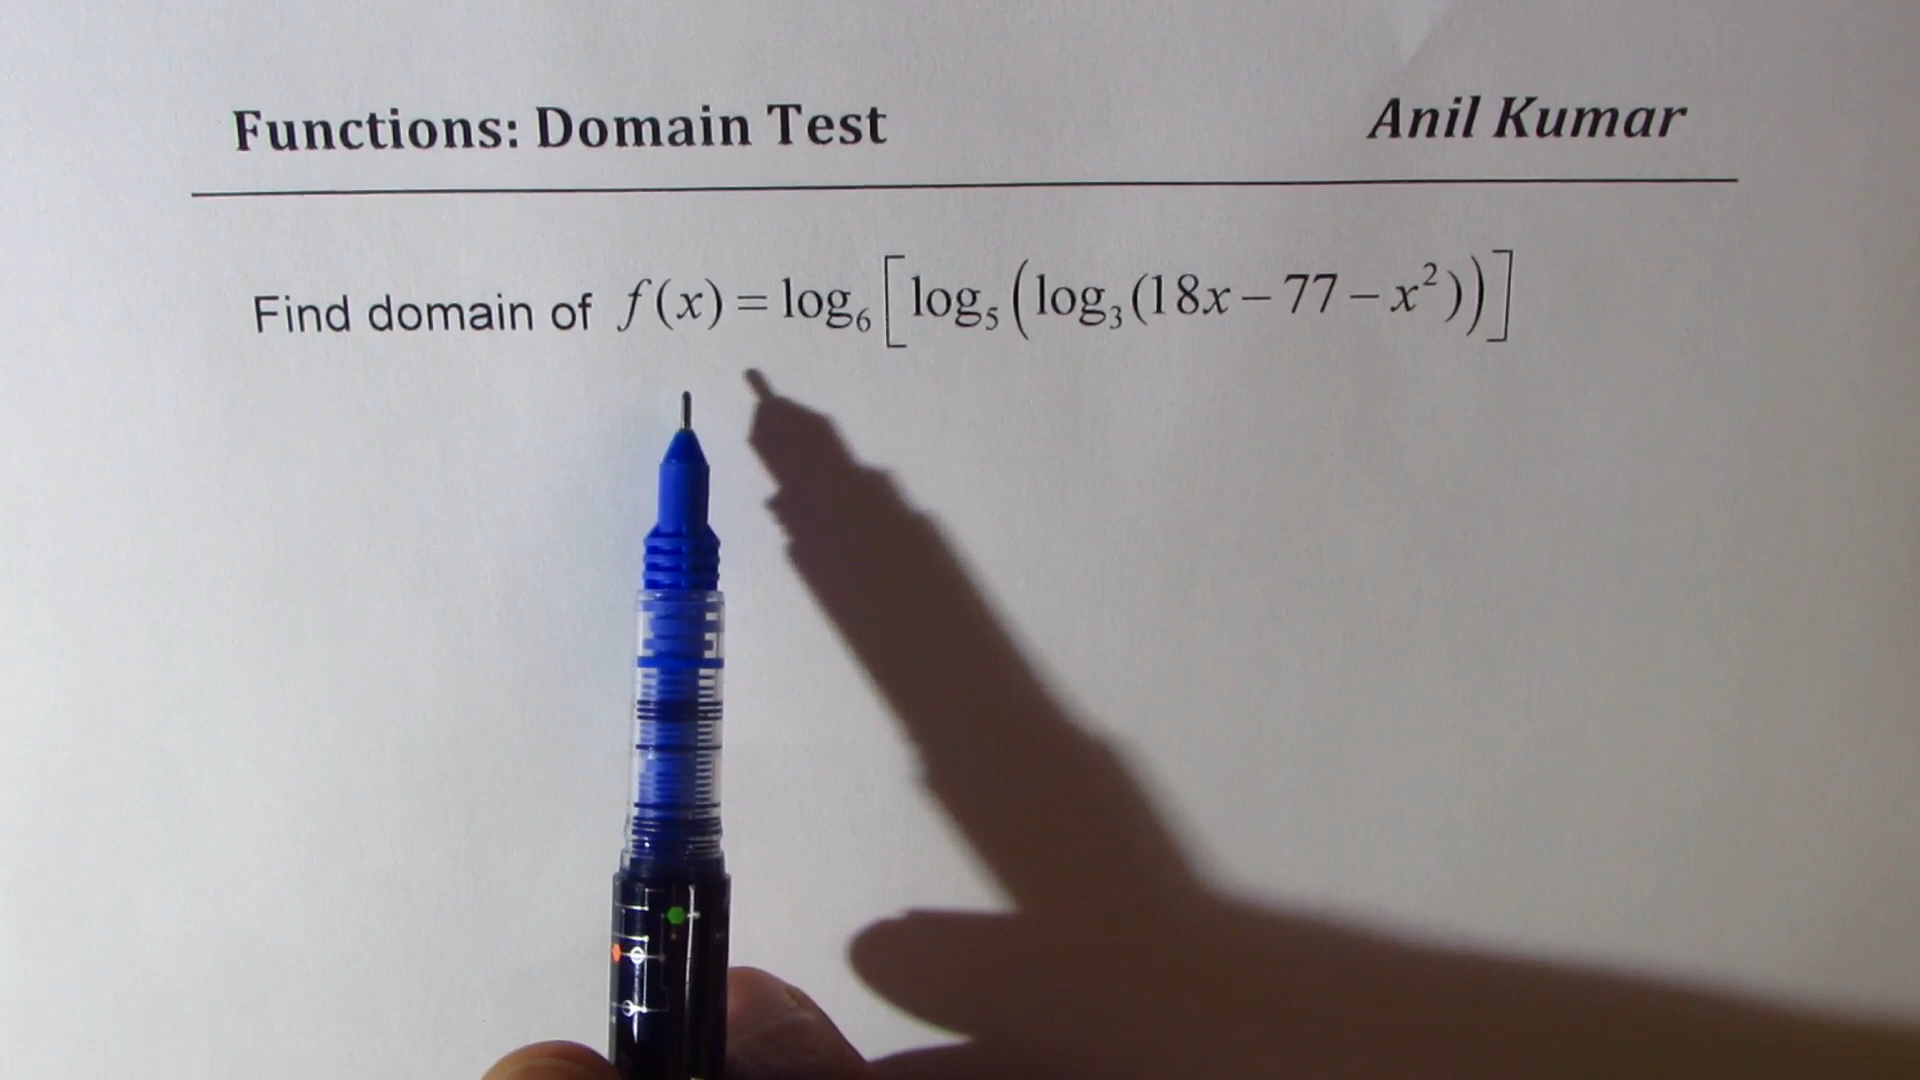 Functions: Domain Test Anil Kumar
Find domain of f(x) = log₆[log₅(log₃(18x − 77 − x²))]